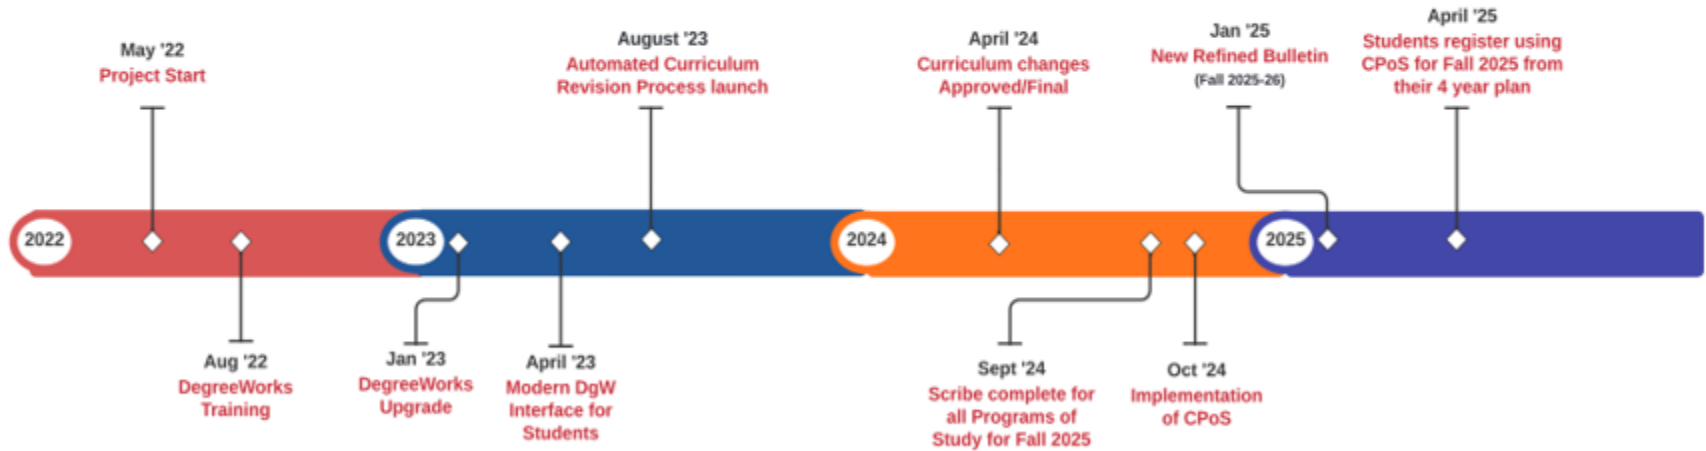 May '22
Project Start
August '23
Automated Curriculum
Revision Process launch
April '24
Curriculum changes
Approved/Final
Jan '25
New Refined Bulletin
(Fall 2025-26)
April '25
Students register using
CPoS for Fall 2025 from
their 4 year plan
2022
2023
2024
2025
Aug '22
DegreeWorks
Training
Jan '23
DegreeWorks
Upgrade
April '23
Modern DgW
Interface for
Students
Sept '24
Scribe complete for
all Programs of
Study for Fall 2025
Oct '24
Implementation
of CPoS